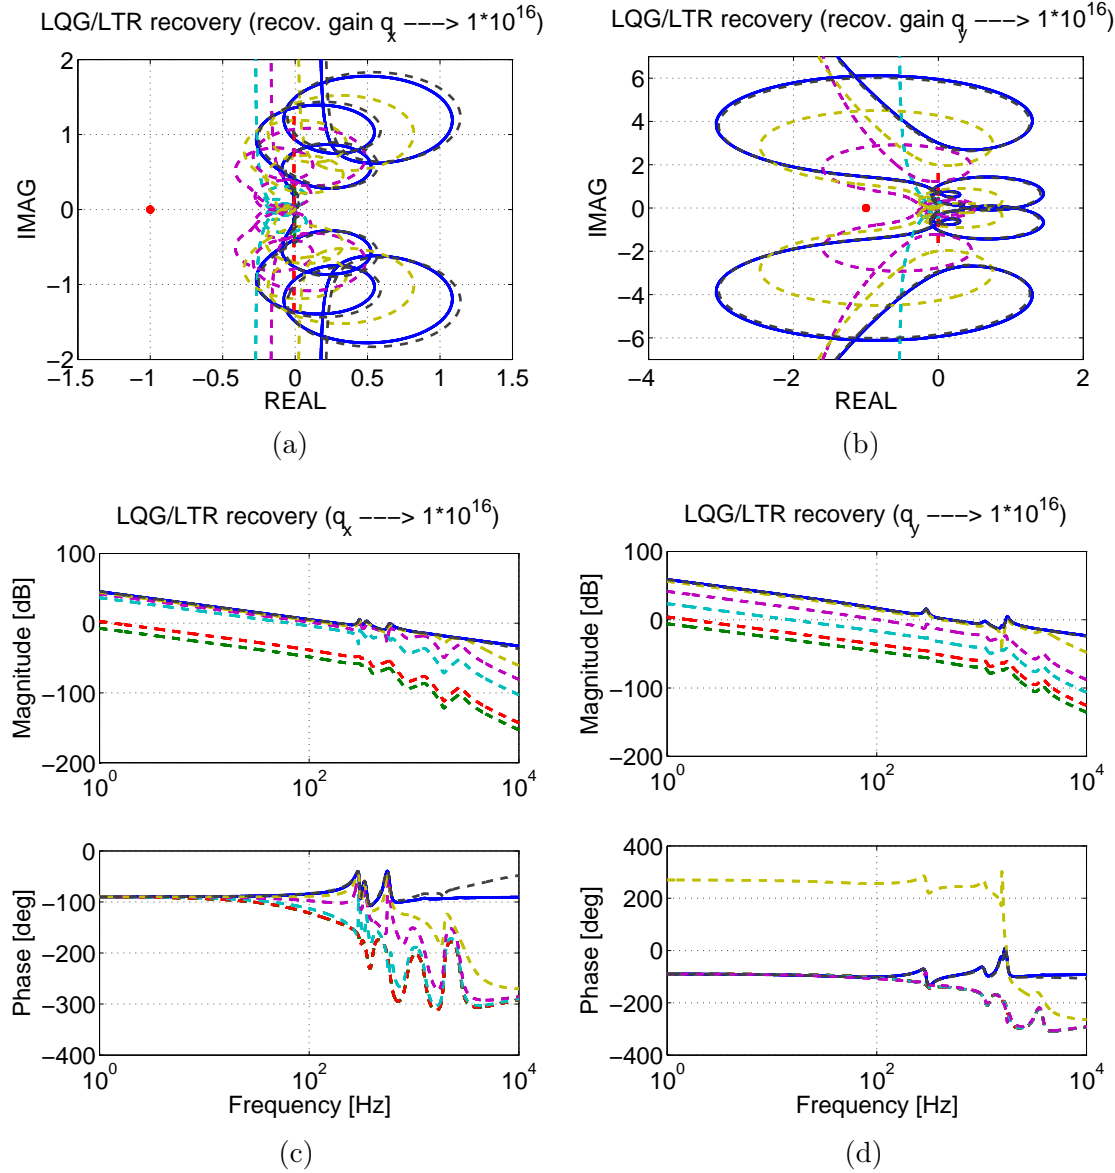 LQG/LTR recovery (recov. gain q_x ---> 1*10^16)
2
1
0
−1
−2
IMAG
−1.5
−1
−0.5
0
0.5
1
1.5
REAL
(a)
LQG/LTR recovery (recov. gain q_y ---> 1*10^16)
6
4
2
0
−2
−4
−6
IMAG
−4
−2
0
2
REAL
(b)
LQG/LTR recovery (q_x ---> 1*10^16)
100
0
−100
−200
Magnitude [dB]
10^0
10^2
10^4
0
−100
−200
−300
−400
Phase [deg]
10^0
10^2
10^4
Frequency [Hz]
(c)
LQG/LTR recovery (q_y ---> 1*10^16)
100
0
−100
−200
Magnitude [dB]
10^0
10^2
10^4
400
200
0
−200
−400
Phase [deg]
10^0
10^2
10^4
Frequency [Hz]
(d)